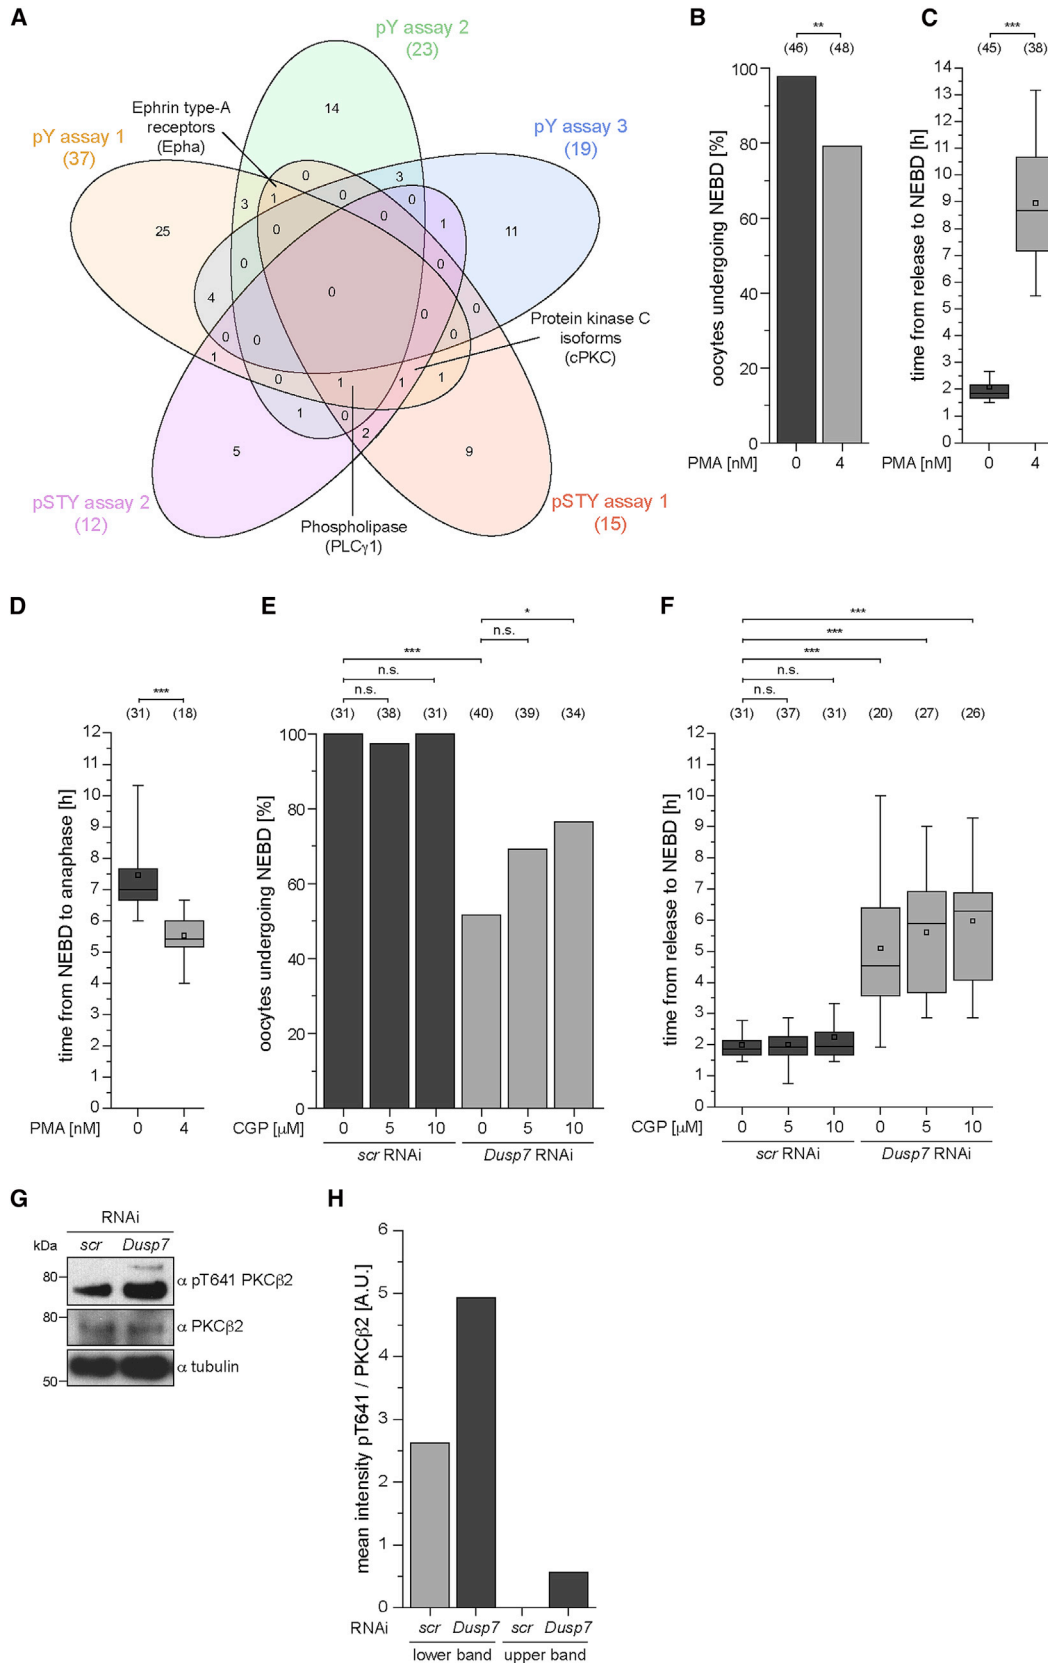 A
pY assay 2
(23)
Ephrin type-A
receptors
(Epha)
pY assay 1
(37)
pY assay 3
(19)
14
0
3
3
1
0
0
0
0
1
25
11
0
0
0
4
0
0
0
0
0
0
1
0
1
1
1
1
0
2
5
9
Protein kinase C
isoforms
(cPKC)
pSTY assay 2
(12)
pSTY assay 1
(15)
Phospholipase
(PLCγ1)
B
**
(46) (48)
oocytes undergoing NEBD [%]
100
80
60
40
20
0
PMA [nM] 0 4
C
***
(45) (38)
time from release to NEBD [h]
14
13
12
11
10
9
8
7
6
5
4
3
2
1
0
PMA [nM] 0 4
D
***
(31) (18)
time from NEBD to anaphase [h]
12
11
10
9
8
7
6
5
4
3
2
1
0
PMA [nM] 0 4
E
*
n.s.
***
n.s.
n.s.
(31) (38) (31) (40) (39) (34)
oocytes undergoing NEBD [%]
100
80
60
40
20
0
CGP [μM] 0 5 10 0 5 10
scr RNAi Dusp7 RNAi
F
***
***
***
n.s.
n.s.
(31) (37) (31) (20) (27) (26)
time from release to NEBD [h]
12
11
10
9
8
7
6
5
4
3
2
1
0
CGP [μM] 0 5 10 0 5 10
scr RNAi Dusp7 RNAi
G
RNAi
kDa scr Dusp7
80
α pT641 PKCβ2
80
α PKCβ2
α tubulin
50
H
mean intensity pT641 / PKCβ2 [A.U.]
6
5
4
3
2
1
0
RNAi scr Dusp7 scr Dusp7
lower band upper band